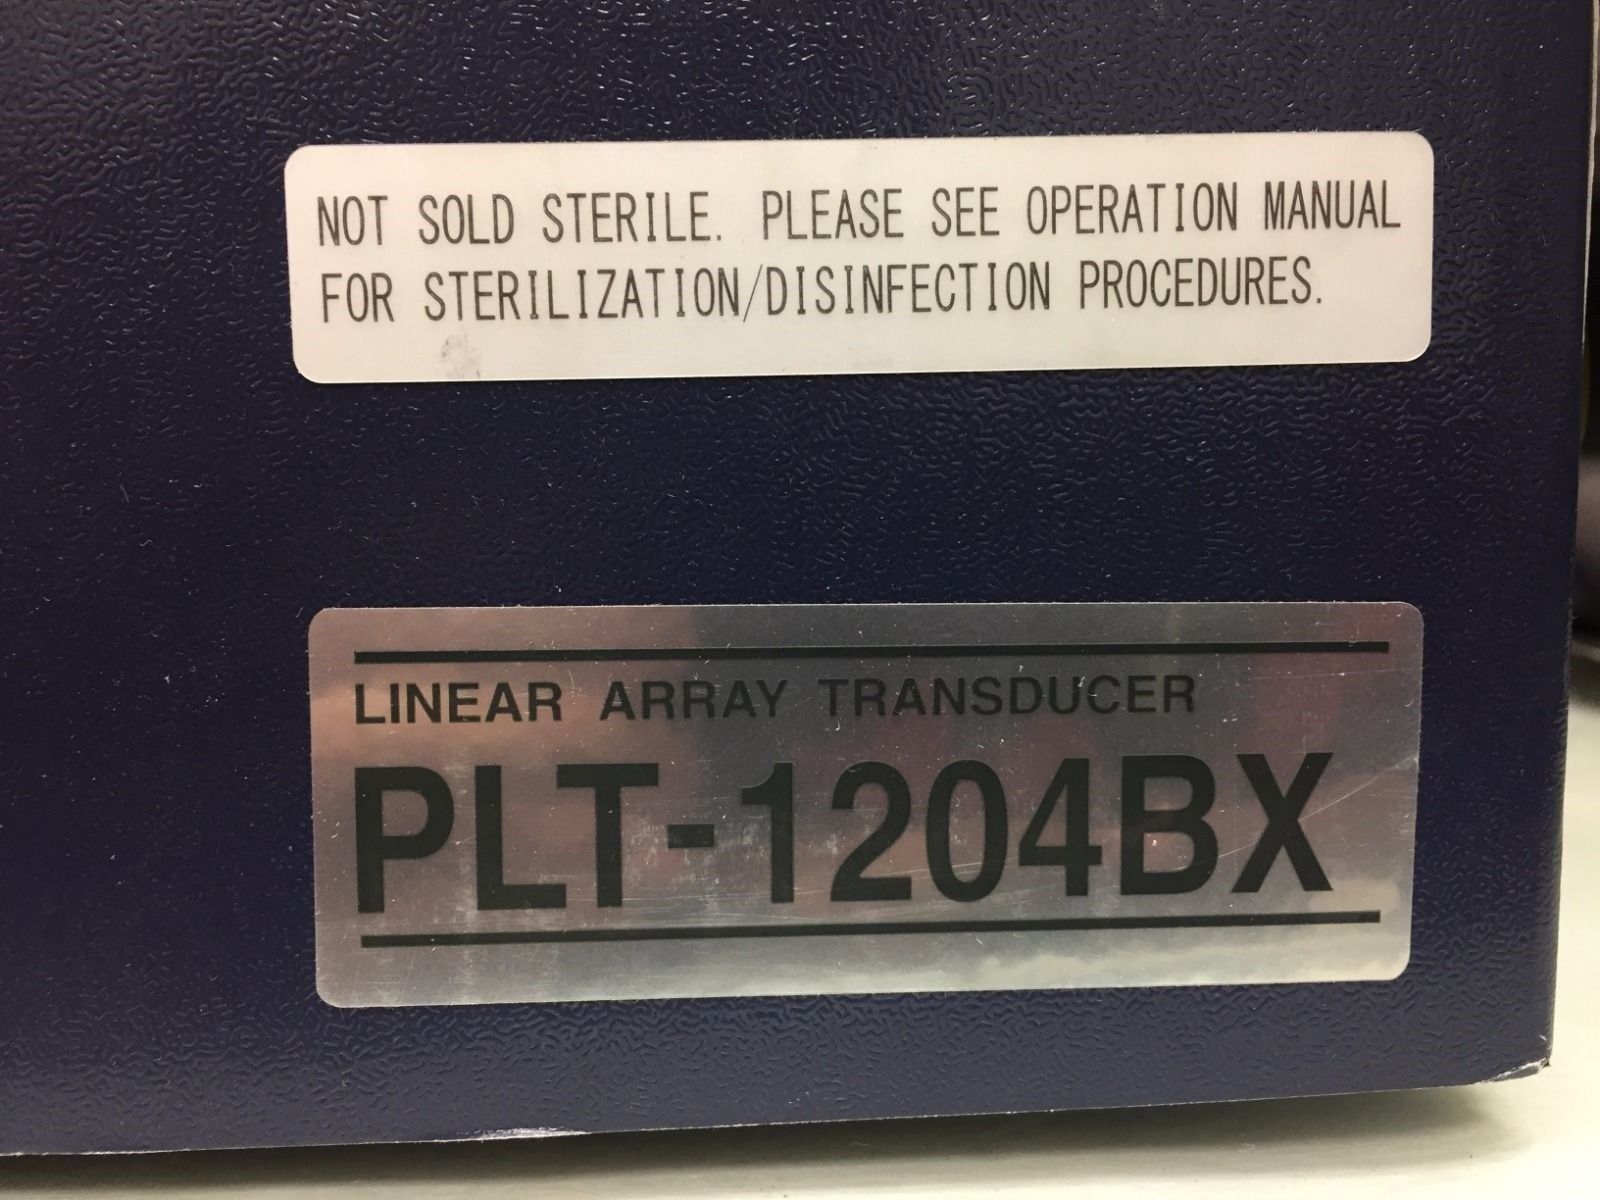 NOT SOLD STERILE. PLEASE SEE OPERATION MANUAL
FOR STERILIZATION/DISINFECTION PROCEDURES.
LINEAR ARRAY TRANSDUCER
PLT-1204BX